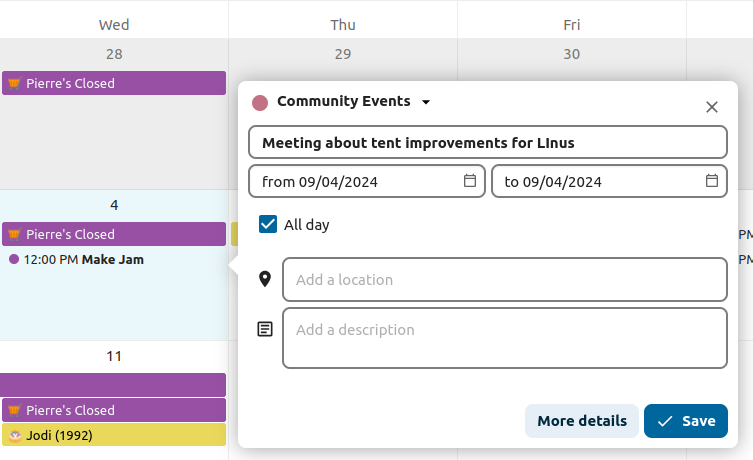 Wed Thu Fri
28 29 30
Pierre's Closed
Community Events
Meeting about tent improvements for LInus
from 09/04/2024 to 09/04/2024
4
All day
Pierre's Closed
PM
12:00 PM Make Jam
PM
Add a location
Add a description
11
Pierre's Closed
Jodi (1992)
More details Save